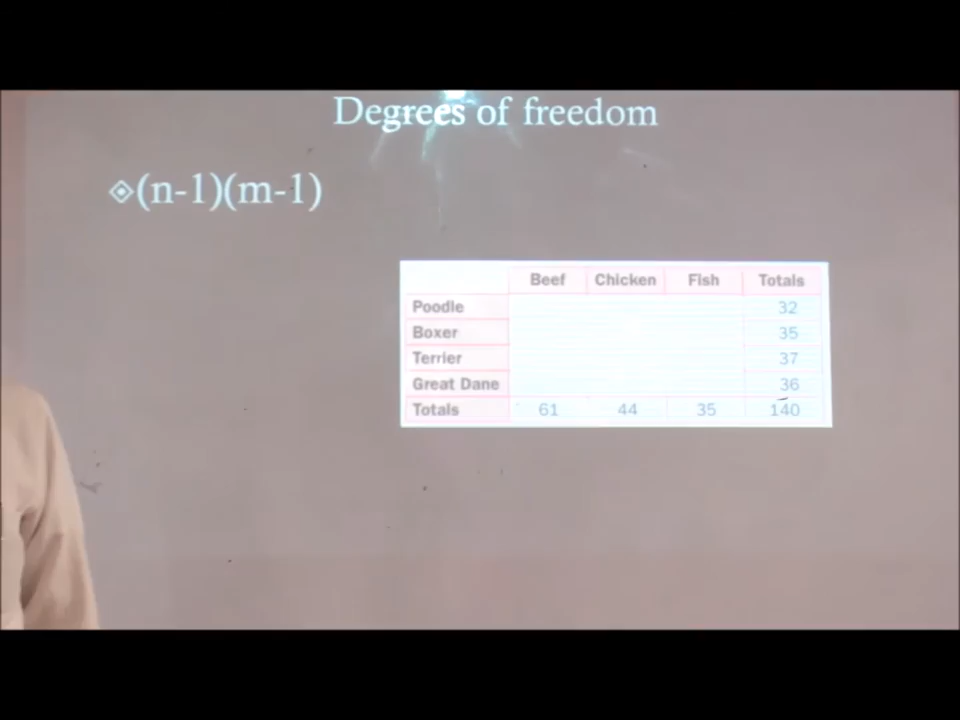 Degrees of freedom
(n-1)(m-1)
Beef Chicken Fish Totals
Poodle 32
Boxer 35
Terrier 37
Great Dane 36
Totals 61 44 35 140